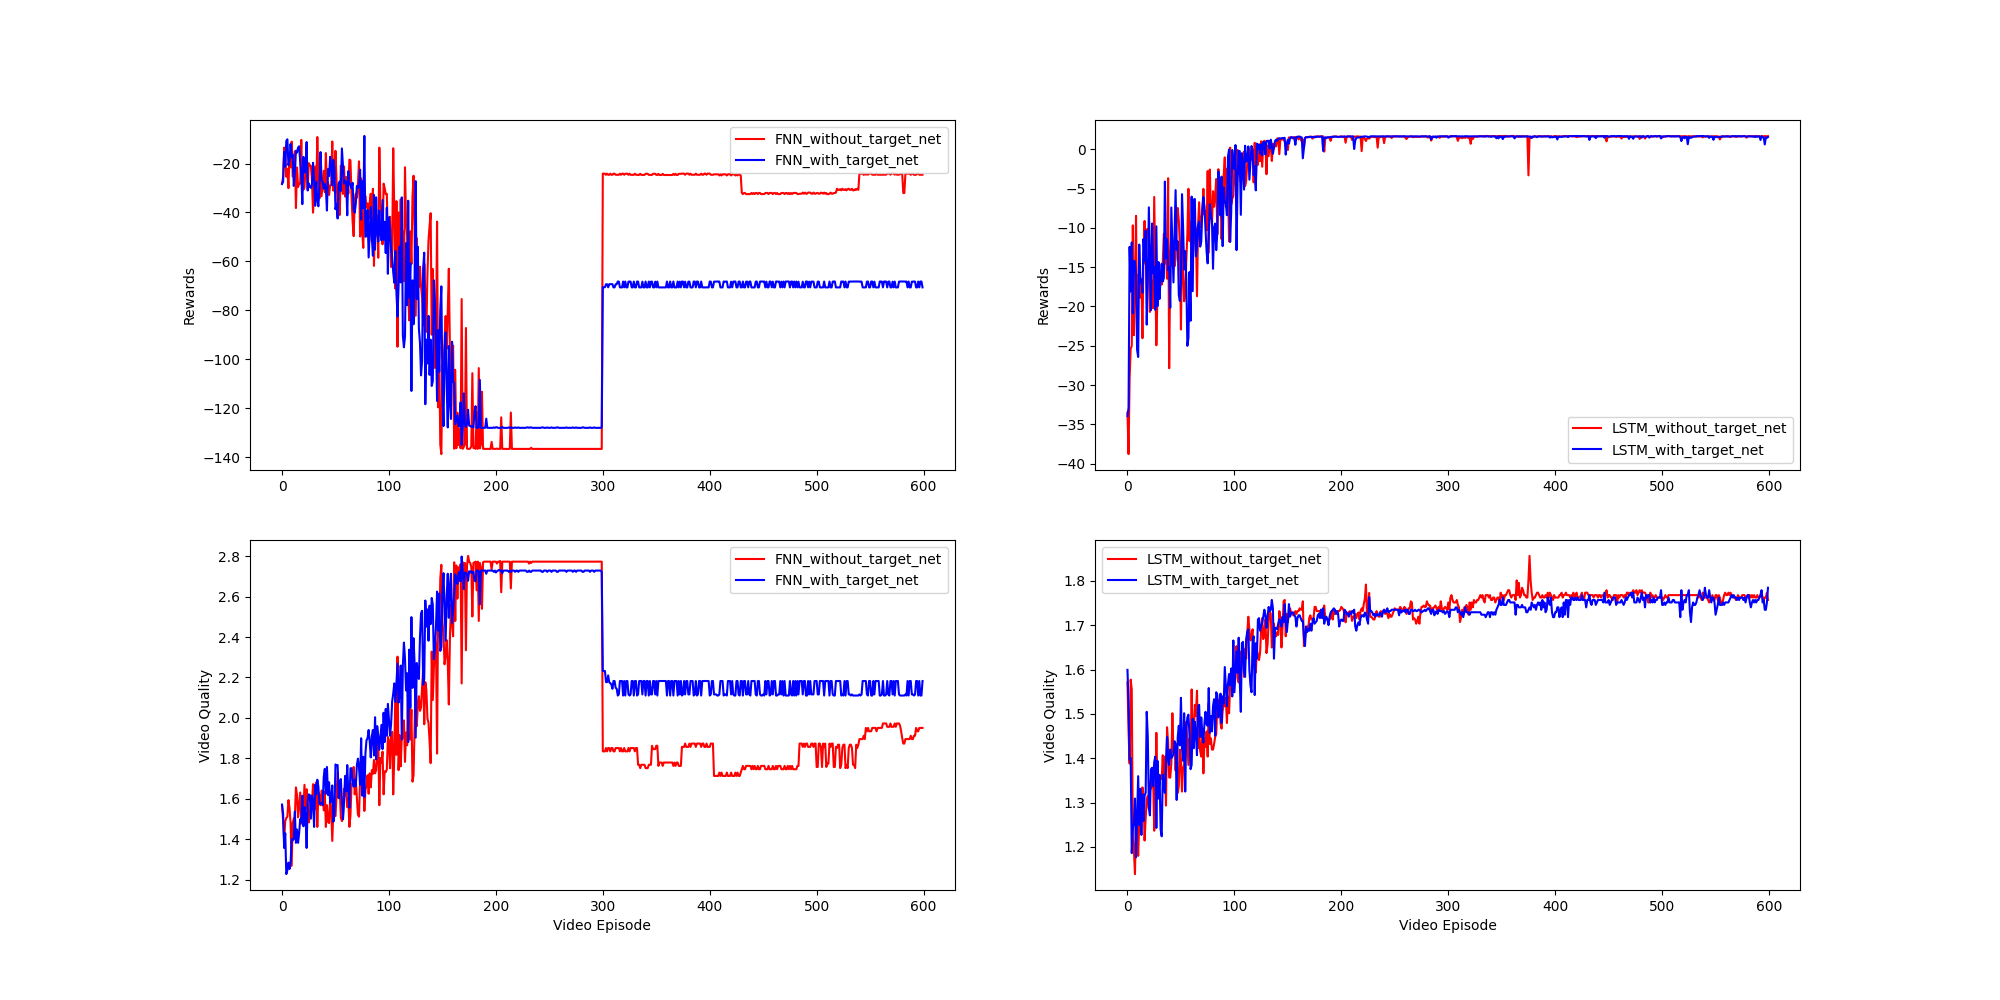 FNN_without_target_net
FNN_with_target_net
−20
−40
−60
−80
−100
−120
−140
Rewards
0 100 200 300 400 500 600
LSTM_without_target_net
LSTM_with_target_net
0
−5
−10
−15
−20
−25
−30
−35
−40
Rewards
0 100 200 300 400 500 600
FNN_without_target_net
FNN_with_target_net
2.8
2.6
2.4
2.2
2.0
1.8
1.6
1.4
1.2
Video Quality
0 100 200 300 400 500 600
Video Episode
LSTM_without_target_net
LSTM_with_target_net
1.8
1.7
1.6
1.5
1.4
1.3
1.2
Video Quality
0 100 200 300 400 500 600
Video Episode